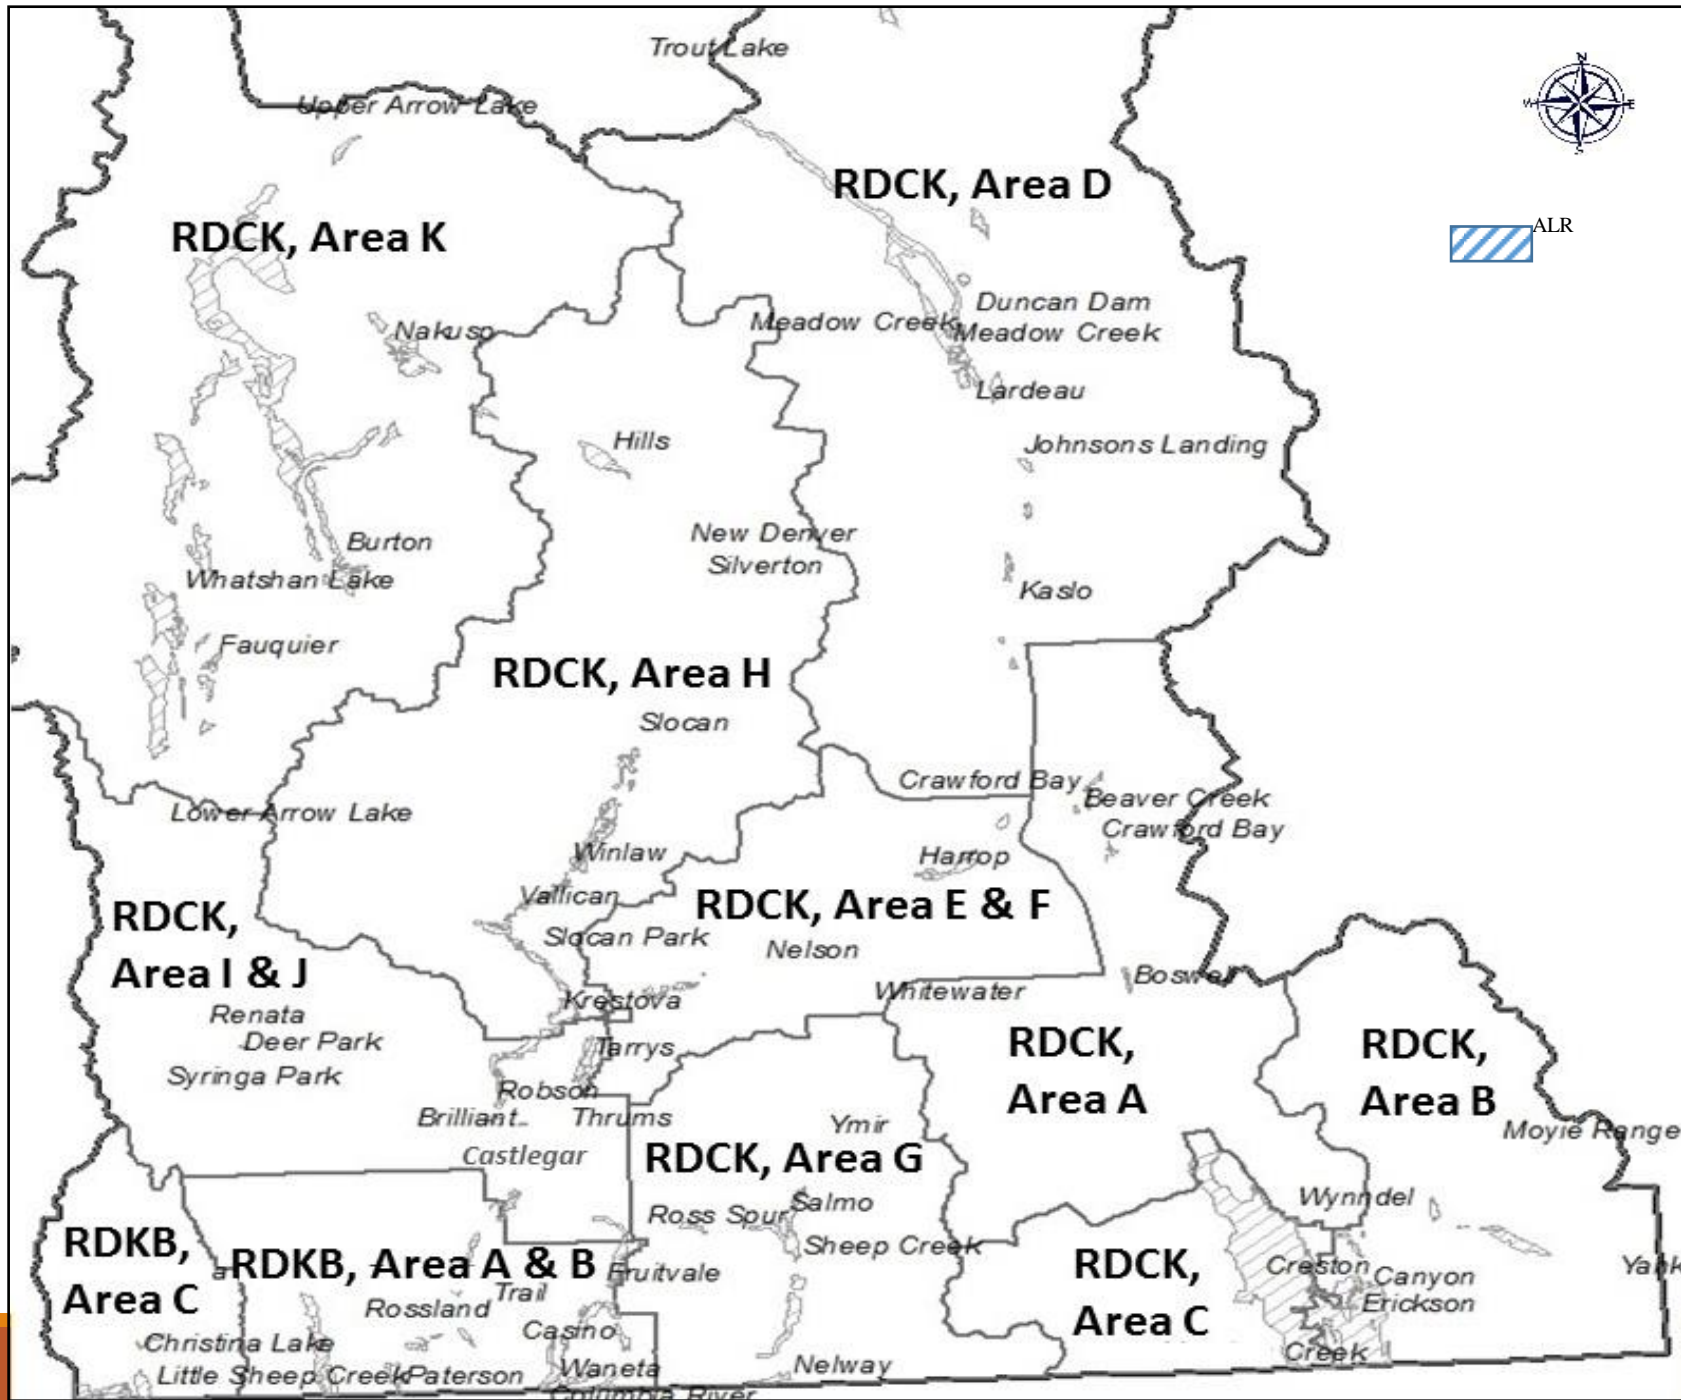 Trout Lake
N
W
E
S
Upper Arrow Lake
RDCK, Area D
RDCK, Area K
ALR
Duncan Dam
Meadow Creek
Nakusp
Meadow Creek
Lardeau
Hills
Johnsons Landing
New Denver
Burton
Silverton
Whatshan Lake
Kaslo
Fauquier
RDCK, Area H
Slocan
Crawford Bay
Beaver Creek
Lower Arrow Lake
Crawford Bay
Winlaw
Harrop
Vallican
RDCK, Area E & F
RDCK,
Area I & J
Slocan Park
Nelson
Boswel
Whitewater
Krestova
Renata
Deer Park
Tarrys
RDCK,
Area A
RDCK,
Area B
Syringa Park
Robson
Brilliant
Thrums
Ymir
Moyie Range
Castlegar
RDCK, Area G
Wynndel
Salmo
Ross Spur
Sheep Creek
RDKB,
Area C
a
RDKB, Area A & B
Fruitvale
RDCK,
Area C
Creston
Canyon
Yahk
Trail
Rossland
Erickson
Casino
Christina Lake
Creek
Little Sheep Creek
Paterson
Waneta
Nelway
Columbia River